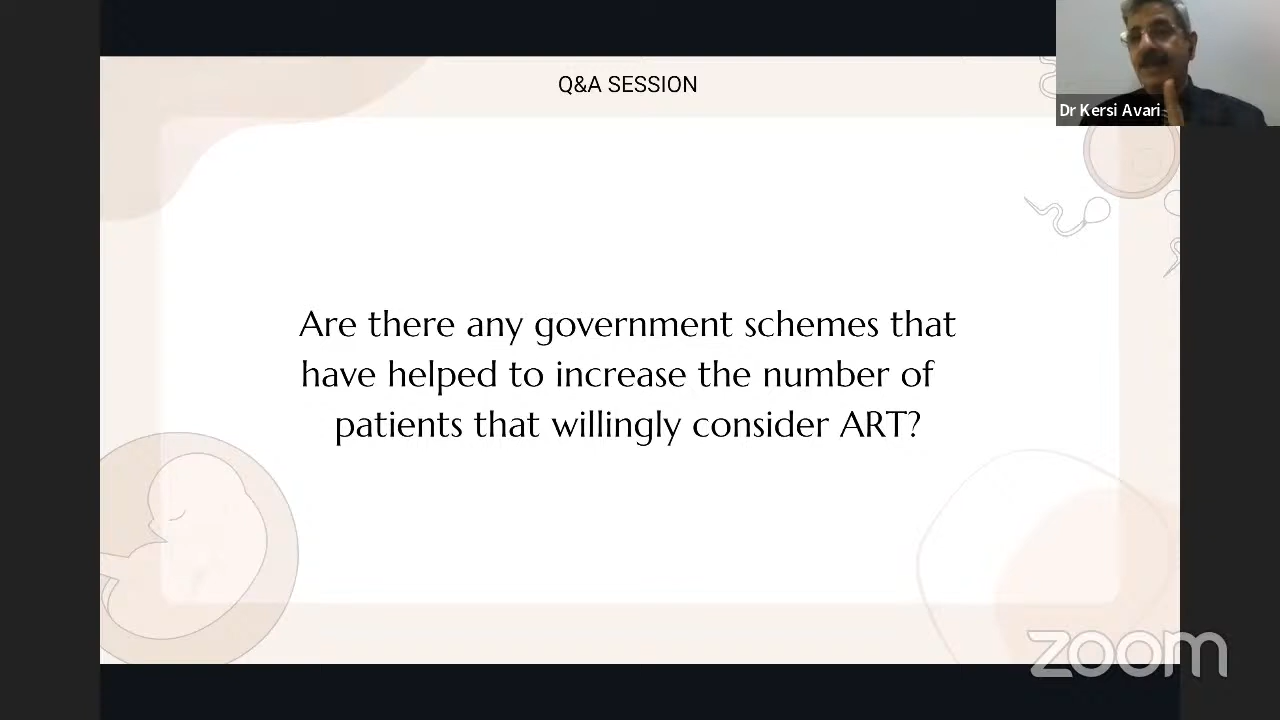 Q&A SESSION
Dr Kersi Avari
Are there any government schemes that
have helped to increase the number of
patients that willingly consider ART?
zoom